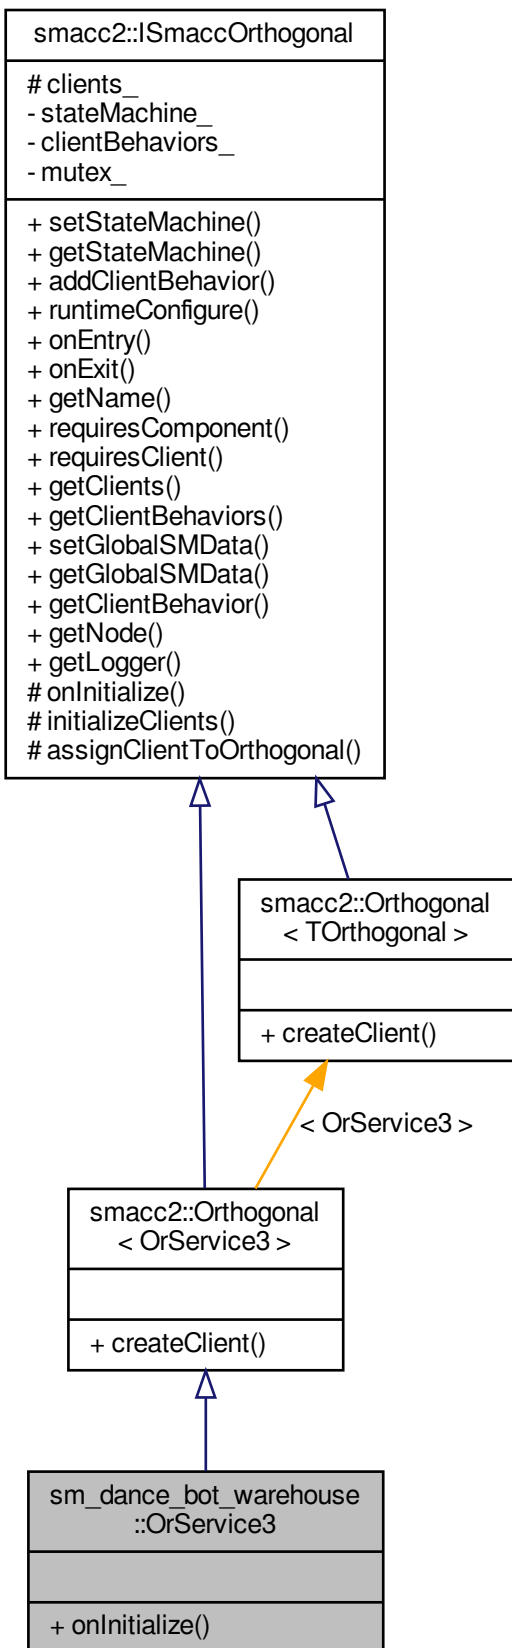 smacc2::ISmaccOrthogonal
# clients_
- stateMachine_
- clientBehaviors_
- mutex_
+ setStateMachine()
+ getStateMachine()
+ addClientBehavior()
+ runtimeConfigure()
+ onEntry()
+ onExit()
+ getName()
+ requiresComponent()
+ requiresClient()
+ getClients()
+ getClientBehaviors()
+ setGlobalSMData()
+ getGlobalSMData()
+ getClientBehavior()
+ getNode()
+ getLogger()
# onInitialize()
# initializeClients()
# assignClientToOrthogonal()
smacc2::Orthogonal
< TOrthogonal >
+ createClient()
< OrService3 >
smacc2::Orthogonal
< OrService3 >
+ createClient()
sm_dance_bot_warehouse
::OrService3
+ onInitialize()